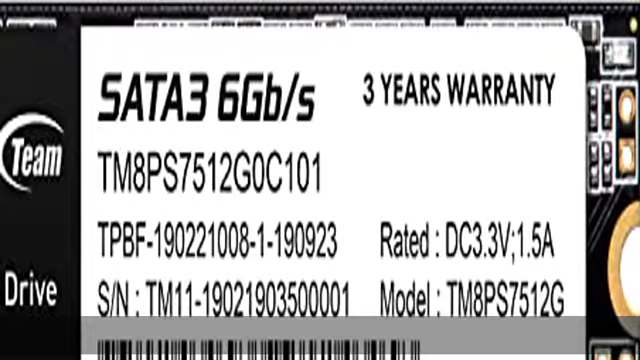 SATA3 6Gb/s 3 YEARS WARRANTY
Team
TM8PS7512G0C101
TPBF-190221008-1-190923 Rated : DC3.3V;1.5A
Drive
S/N : TM11-19021903500001 Model : TM8PS7512G